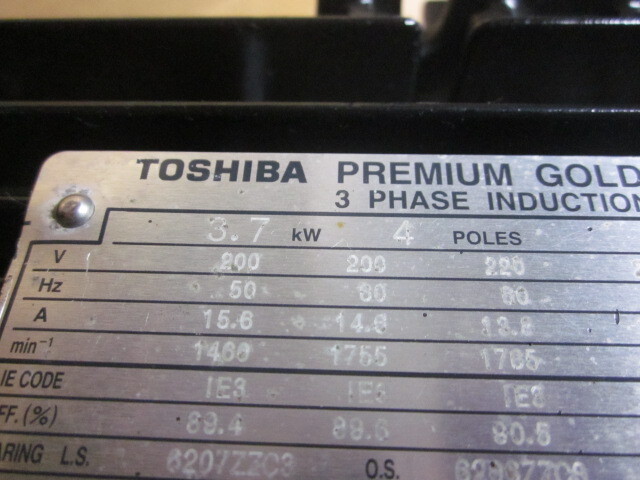 TOSHIBA PREMIUM GOLD
3 PHASE INDUCTION
3.7 kW 4 POLES
V 200 200 220
Hz 50 60 60
A 15.6 14.6 13.8
min⁻¹ 1460 1755 1765
IE CODE IE3 IE3 IE3
FF.(%) 89.4 89.6 90.5
ARING L.S. 6207ZZC3 O.S.